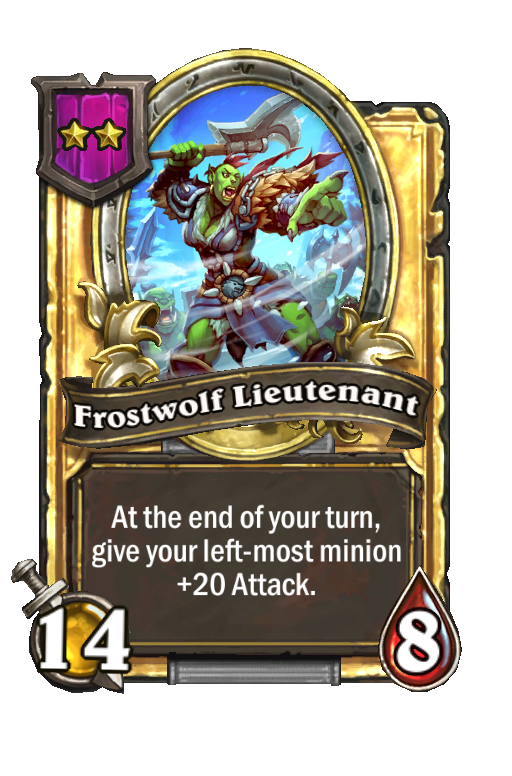 Frostwolf Lieutenant
At the end of your turn,
give your left-most minion
+20 Attack.
14
8